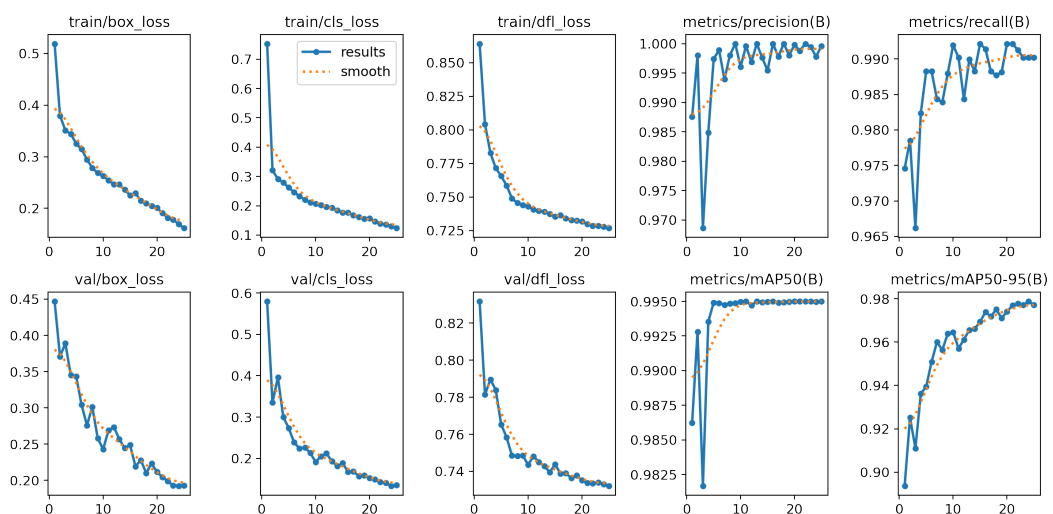 train/box_loss
train/cls_loss
train/dfl_loss
metrics/precision(B)
metrics/recall(B)
0.5
0.4
0.3
0.2
0 10 20
results
smooth
0.7
0.6
0.5
0.4
0.3
0.2
0.1
0 10 20
0.850
0.825
0.800
0.775
0.750
0.725
0 10 20
1.000
0.995
0.990
0.985
0.980
0.975
0.970
0 10 20
0.990
0.985
0.980
0.975
0.970
0.965
0 10 20
val/box_loss
val/cls_loss
val/dfl_loss
metrics/mAP50(B)
metrics/mAP50-95(B)
0.45
0.40
0.35
0.30
0.25
0.20
0 10 20
0.6
0.5
0.4
0.3
0.2
0 10 20
0.82
0.80
0.78
0.76
0.74
0 10 20
0.9950
0.9925
0.9900
0.9875
0.9850
0.9825
0 10 20
0.98
0.96
0.94
0.92
0.90
0 10 20